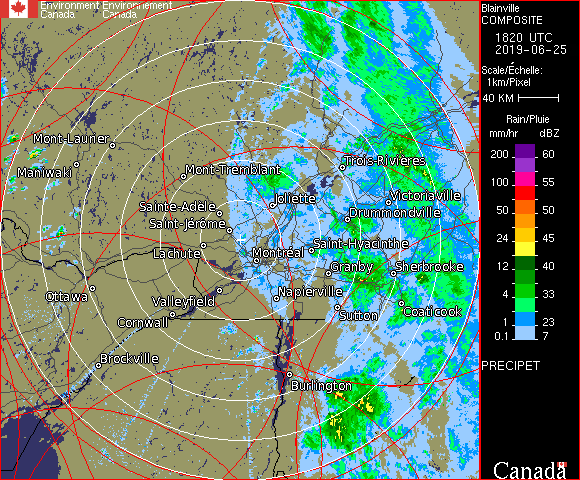 Environment Environnement
Canada Canada
Mont-Laurier
Maniwaki
Mont-Tremblant
Trois-Rivieres
Sainte-Adele
Joliette
Victoriaville
Drummondville
Saint-Jérôme
Lachute
Montréal
Saint-Hyacinthe
Granby
Sherbrooke
Ottawa
Valleyfield
Napierville
Cornwall
Sutton
Coaticook
Brockville
Burlington
Blainville
COMPOSITE
1820 UTC
2019-06-25
Scale/Échelle:
1km/Pixel
40 KM
Rain/Pluie
mm/hr dBZ
200 60
100 55
50 50
24 45
12 40
4 33
1 23
0.1 7
PRECIPET
Canada